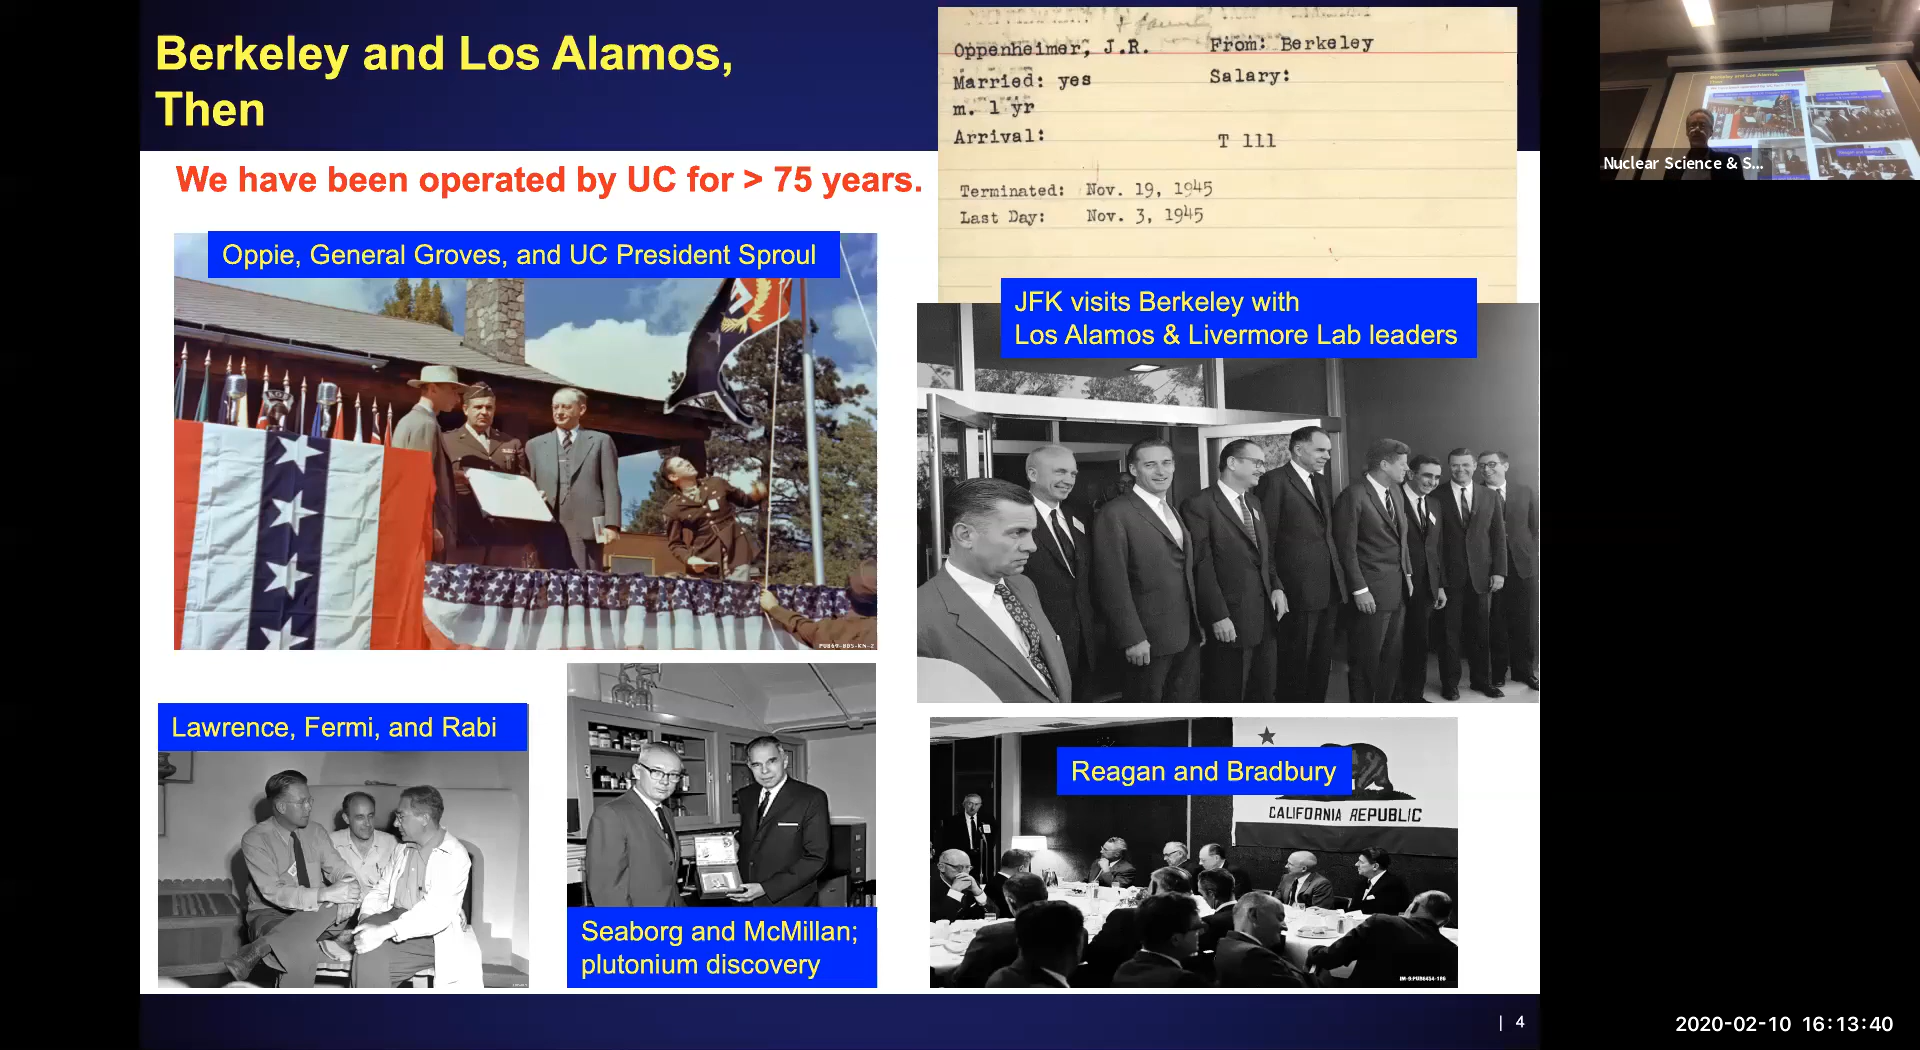 Berkeley and Los Alamos,
Then
We have been operated by UC for > 75 years.
Oppenheimer, J.R. From: Berkeley
Married: yes Salary:
m. 1 yr
Arrival: T 111
Terminated: Nov. 19, 1945
Last Day: Nov. 3, 1945
Oppie, General Groves, and UC President Sproul
JFK visits Berkeley with
Los Alamos & Livermore Lab leaders
Lawrence, Fermi, and Rabi
Seaborg and McMillan;
plutonium discovery
Reagan and Bradbury
CALIFORNIA REPUBLIC
| 4
Nuclear Science & S...
2020-02-10 16:13:40